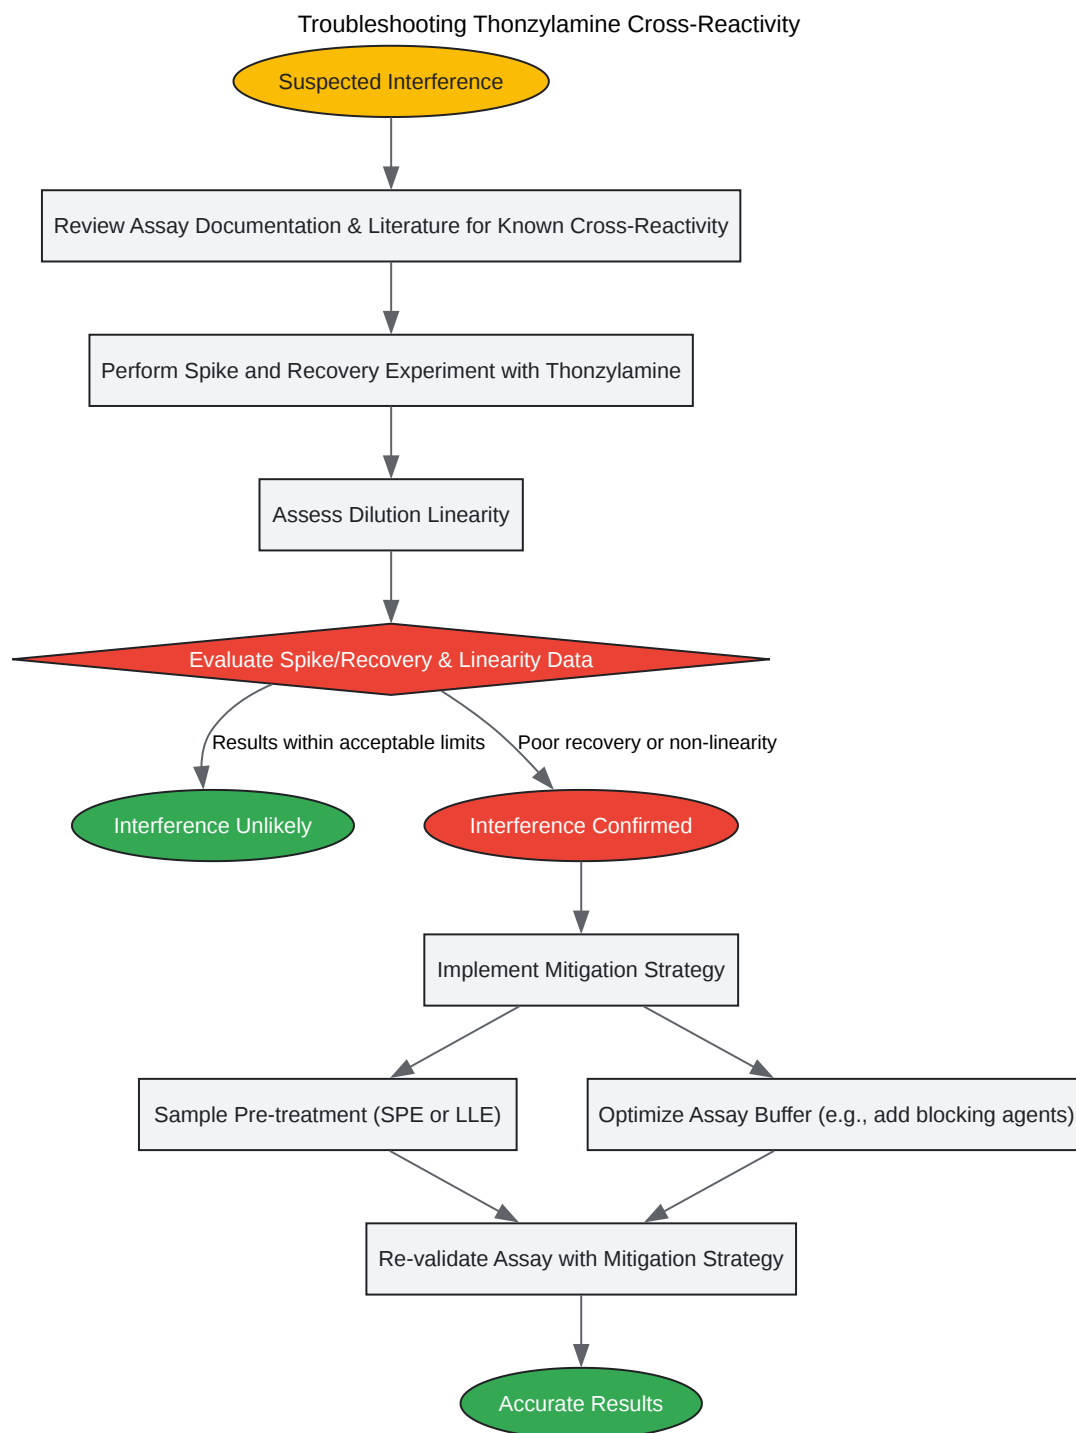 Troubleshooting Thonzylamine Cross-Reactivity
Suspected Interference
Review Assay Documentation & Literature for Known Cross-Reactivity
Perform Spike and Recovery Experiment with Thonzylamine
Assess Dilution Linearity
Evaluate Spike/Recovery & Linearity Data
Results within acceptable limits
Poor recovery or non-linearity
Interference Unlikely
Interference Confirmed
Implement Mitigation Strategy
Sample Pre-treatment (SPE or LLE)
Optimize Assay Buffer (e.g., add blocking agents)
Re-validate Assay with Mitigation Strategy
Accurate Results